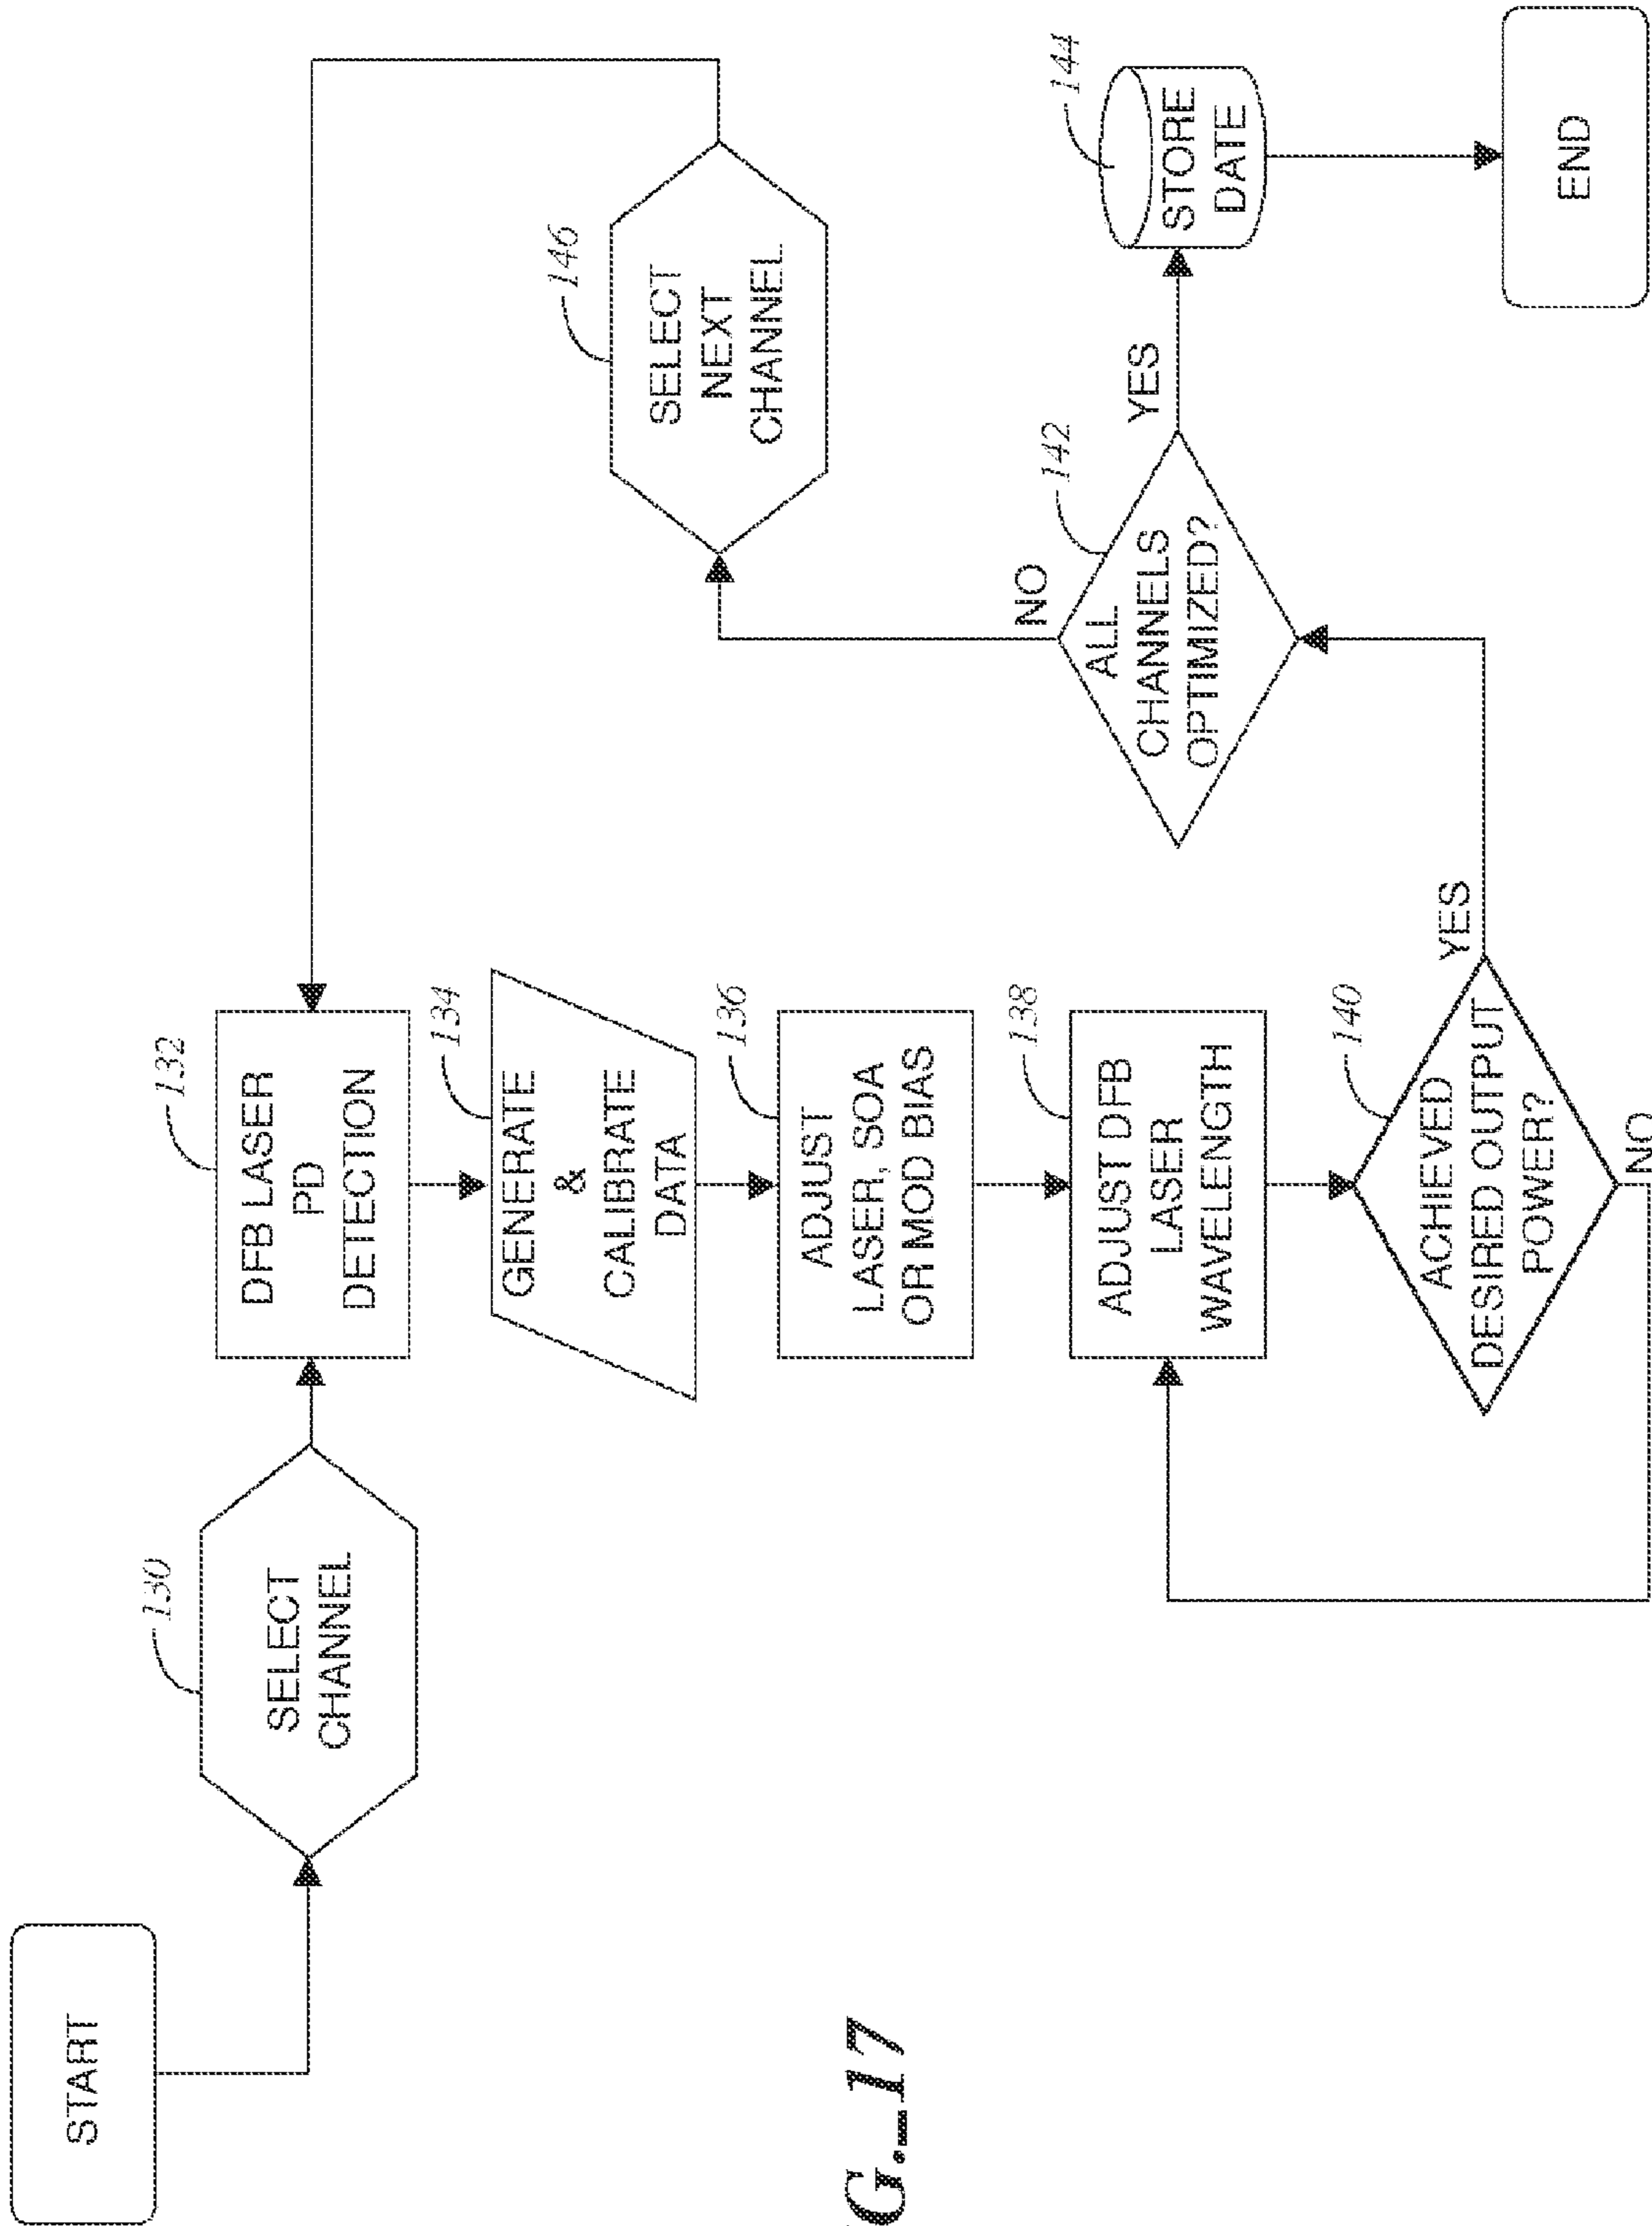 START
130
SELECT
CHANNEL
132
DFB LASER
PD
DETECTION
134
GENERATE
&
CALIBRATE
DATA
136
ADJUST
LASER, SOA
OR MOD BIAS
138
ADJUST DFB
LASER
WAVELENGTH
140
ACHIEVED
DESIRED OUTPUT
POWER?
NO
YES
142
ALL
CHANNELS
OPTIMIZED?
NO
YES
146
SELECT
NEXT
CHANNEL
144
STORE
DATE
END
G._17